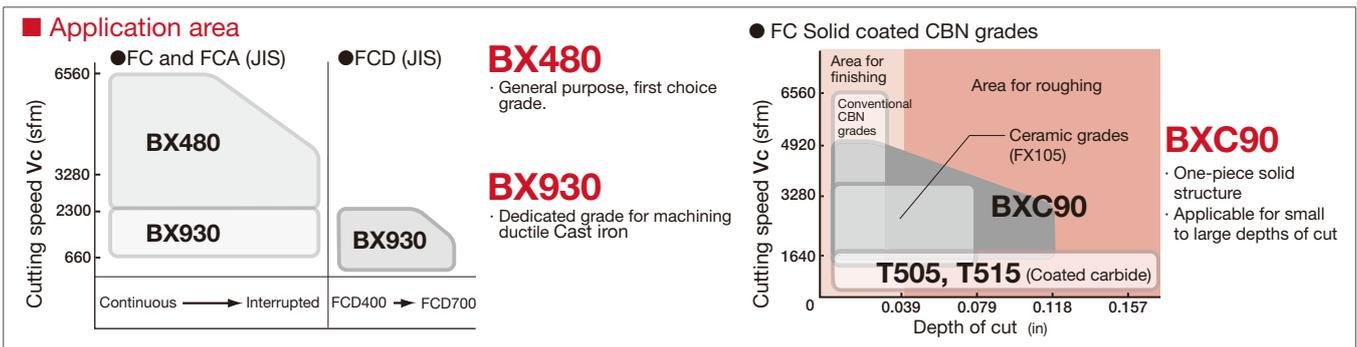 ■ Application area
●FC and FCA (JIS)
●FCD (JIS)
Cutting speed Vc (sfm)
6560
3280
2300
660
BX480
BX930
BX930
Continuous → Interrupted
FCD400 → FCD700
BX480
· General purpose, first choice
grade.
BX930
· Dedicated grade for machining
ductile Cast iron
● FC Solid coated CBN grades
Cutting speed Vc (sfm)
6560
4920
3280
1640
0
Area for
finishing
Area for roughing
Conventional
CBN
grades
Ceramic grades
(FX105)
BXC90
T505, T515 (Coated carbide)
0.039
0.079
0.118
0.157
Depth of cut (in)
BXC90
· One-piece solid
structure
· Applicable for small
to large depths of cut